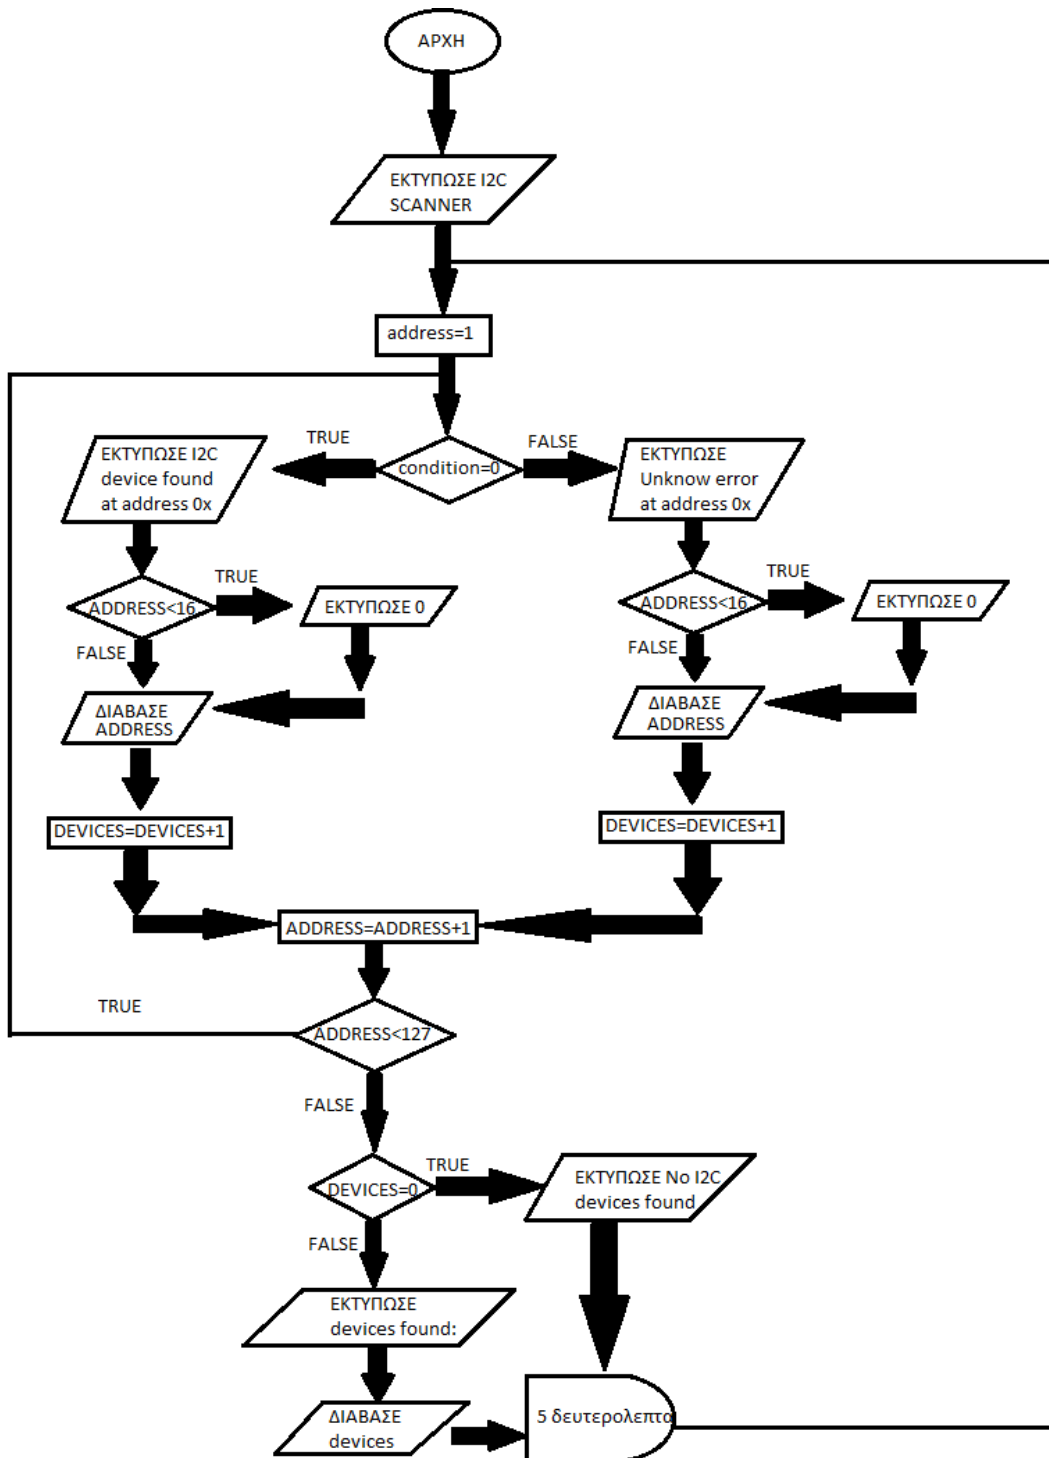 ΑΡΧΗ
ΕΚΤΥΠΩΣΕ I2C
SCANNER
address=1
TRUE
condition=0
FALSE
ΕΚΤΥΠΩΣΕ I2C
device found
at address 0x
ΕΚΤΥΠΩΣΕ
Unknow error
at address 0x
ADDRESS<16
TRUE
ΕΚΤΥΠΩΣΕ 0
FALSE
ADDRESS<16
TRUE
ΕΚΤΥΠΩΣΕ 0
FALSE
ΔΙΑΒΑΣΕ
ADDRESS
ΔΙΑΒΑΣΕ
ADDRESS
DEVICES=DEVICES+1
DEVICES=DEVICES+1
ADDRESS=ADDRESS+1
TRUE
ADDRESS<127
FALSE
DEVICES=0
TRUE
ΕΚΤΥΠΩΣΕ No I2C
devices found
FALSE
ΕΚΤΥΠΩΣΕ
devices found:
ΔΙΑΒΑΣΕ
devices
5 δευτερολεπτα